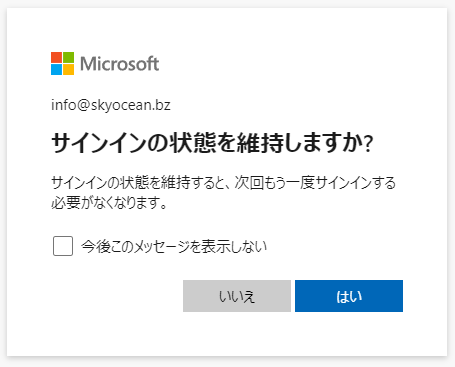 Microsoft
info@skyocean.bz
サインインの状態を維持しますか?
サインインの状態を維持すると、次回もう一度サインインする
必要がなくなります。
今後このメッセージを表示しない
いいえ
はい